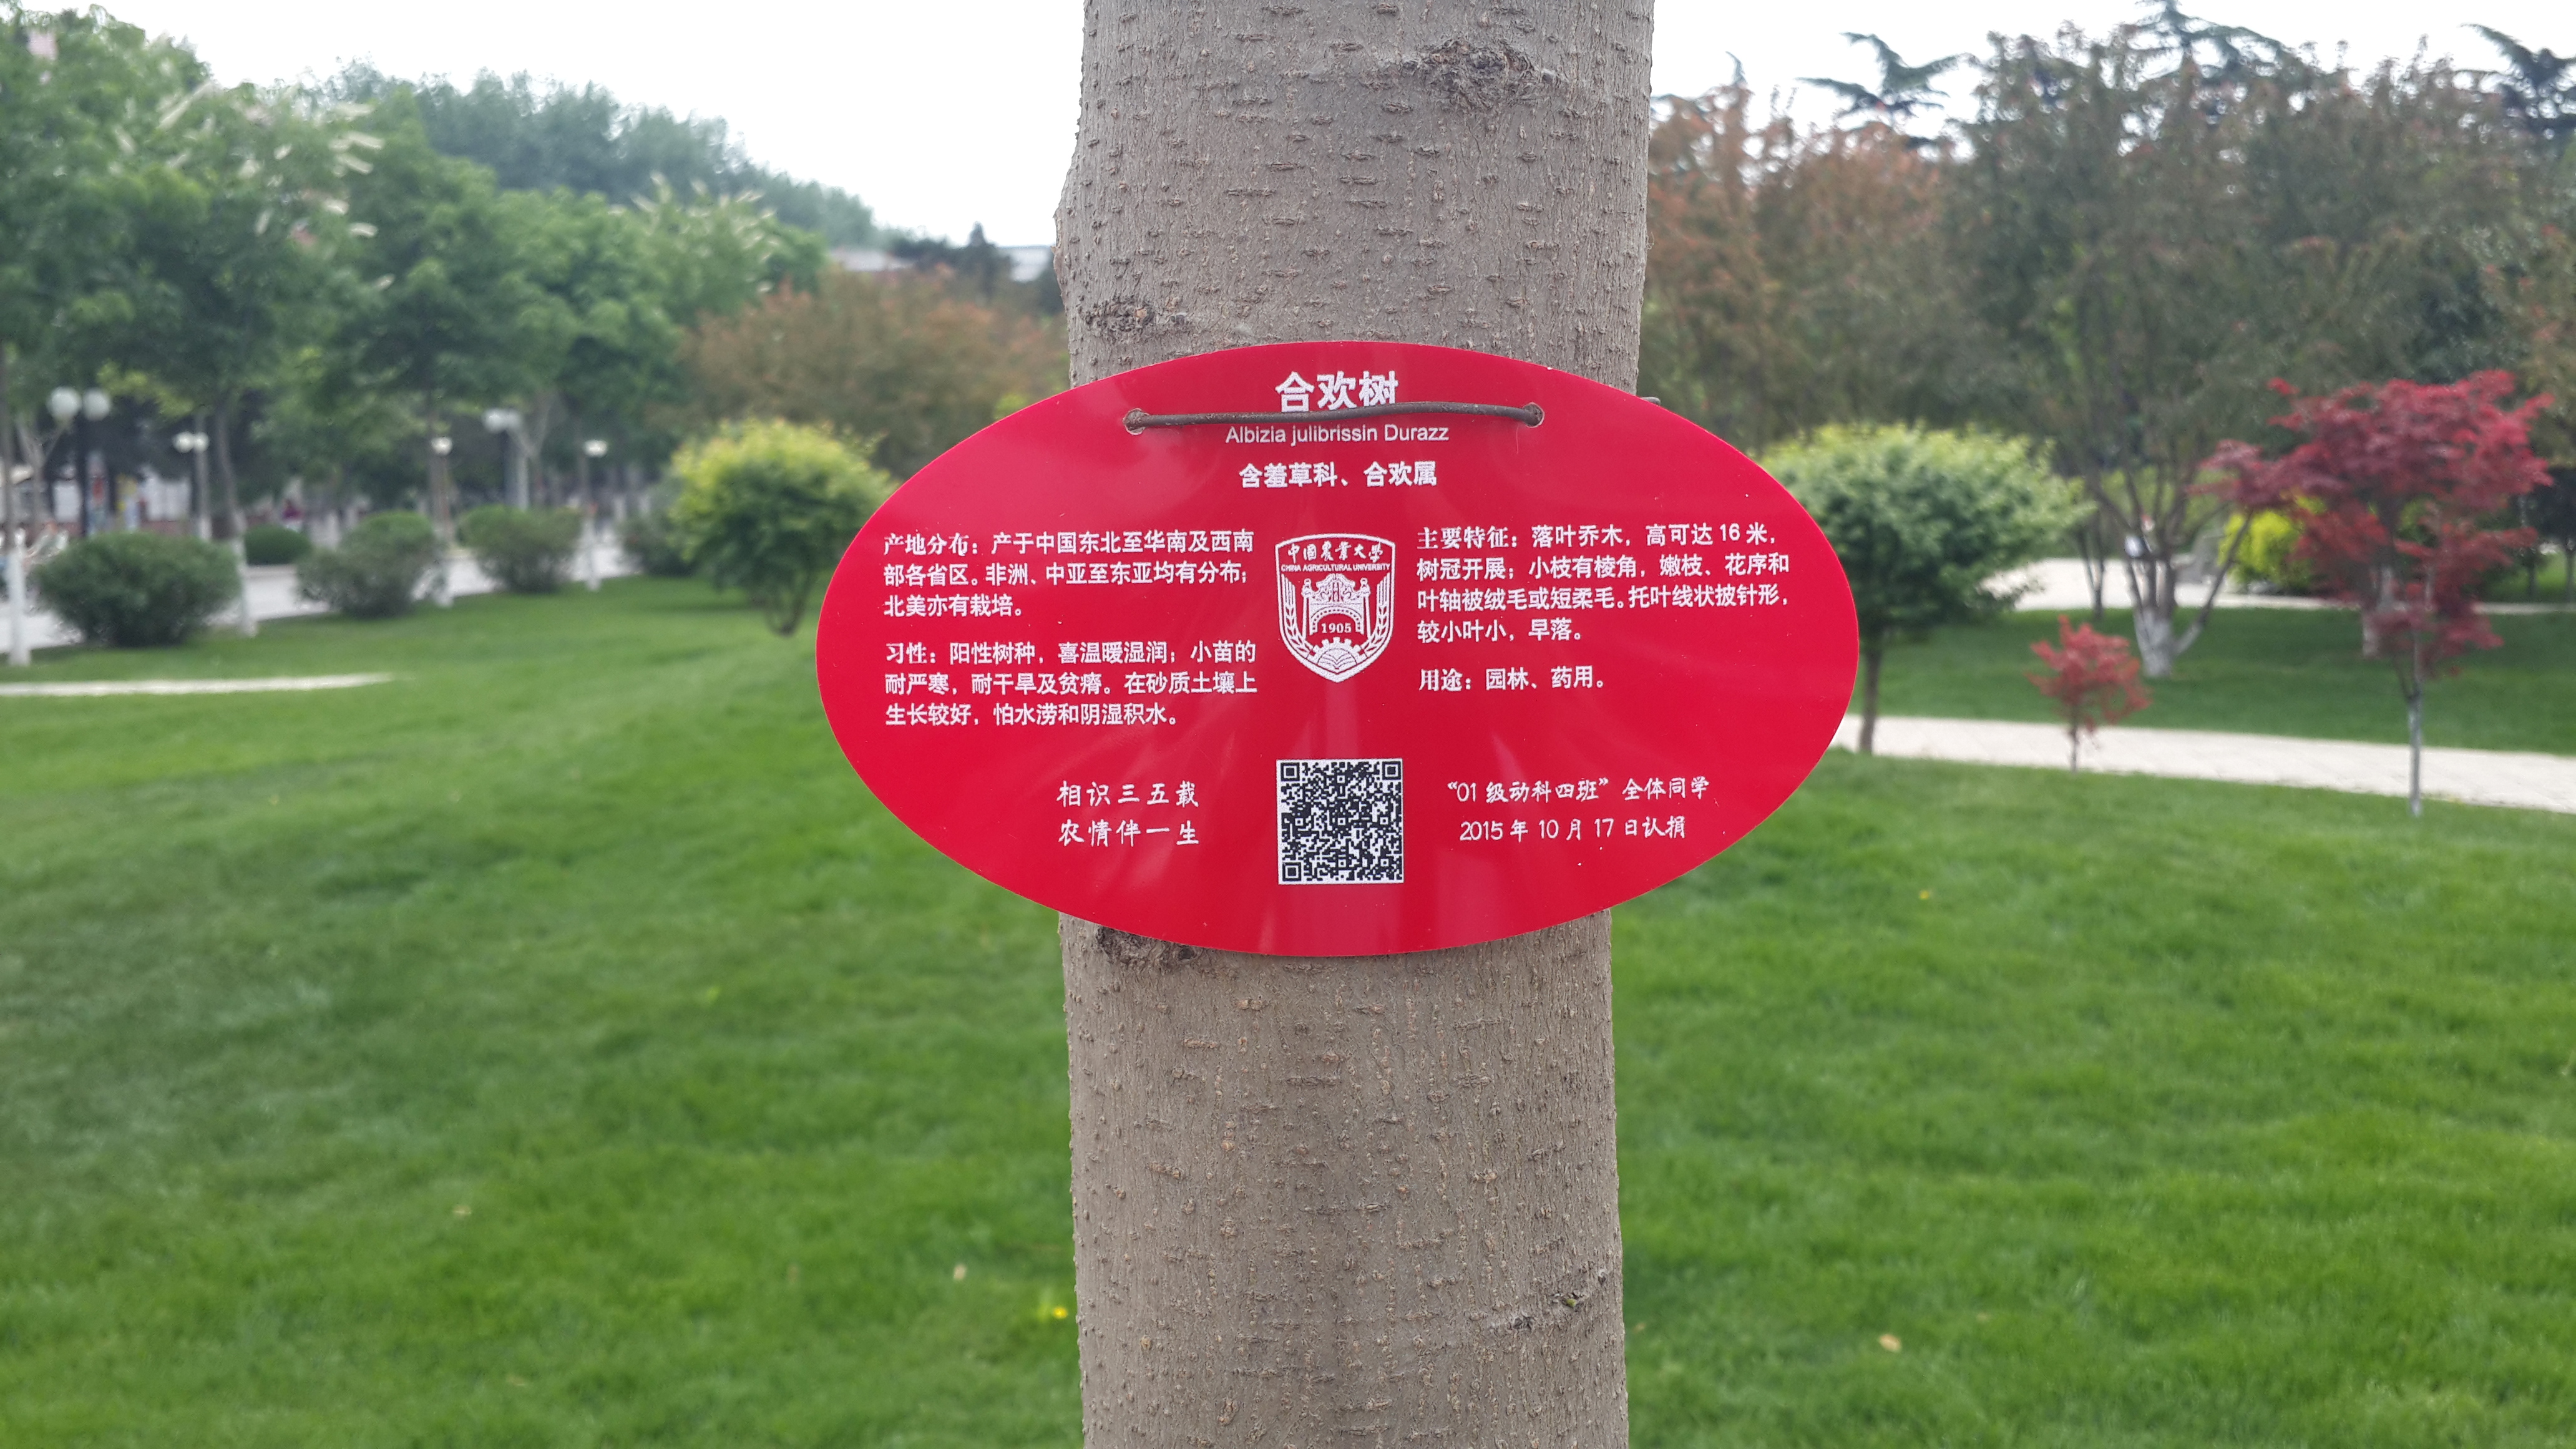 合欢树
Albizia julibrissin Durazz
含羞草科、合欢属
产地分布：产于中国东北至华南及西南
部各省区。非洲、中亚至东亚均有分布；
北美亦有栽培。
习性：阳性树种，喜温暖湿润；小苗的
耐严寒，耐干旱及贫瘠。在砂质土壤上
生长较好，怕水涝和阴湿积水。
中国農業大學
CHINA AGRICULTURAL UNIVERSITY
1905
主要特征：落叶乔木，高可达 16 米，
树冠开展；小枝有棱角，嫩枝、花序和
叶轴被绒毛或短柔毛。托叶线状披针形，
较小叶小，早落。
用途：园林、药用。
相识三五载
农情伴一生
“01 级动科四班”全体同学
2015 年 10 月 17 日认捐